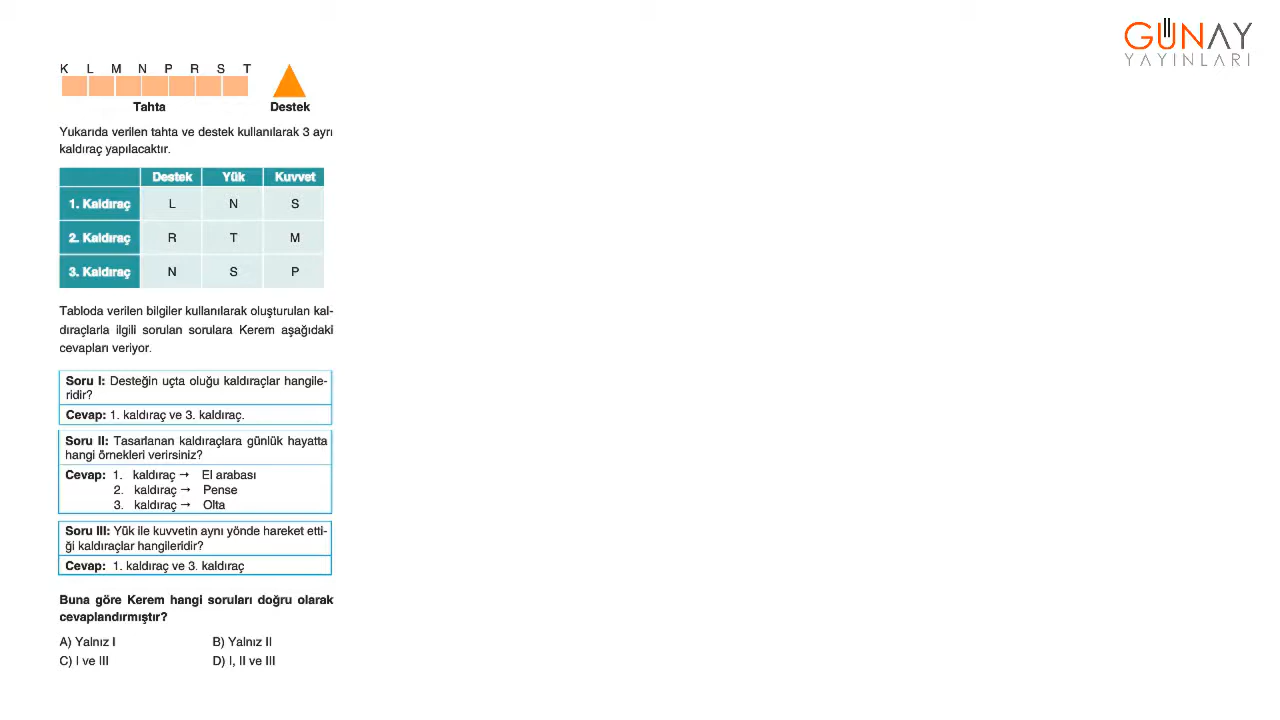 GÜNAY
YAYINLARI
K L M N P R S T
Tahta Destek
Yukarıda verilen tahta ve destek kullanılarak 3 ayrı
kaldıraç yapılacaktır.
Destek Yük Kuvvet
1. Kaldıraç L N S
2. Kaldıraç R T M
3. Kaldıraç N S P
Tabloda verilen bilgiler kullanılarak oluşturulan kal-
dıraçlarla ilgili sorulan sorulara Kerem aşağıdaki
cevapları veriyor.
Soru I: Desteğin uçta oluğu kaldıraçlar hangile-
ridir?
Cevap: 1. kaldıraç ve 3. kaldıraç.
Soru II: Tasarlanan kaldıraçlara günlük hayatta
hangi örnekleri verirsiniz?
Cevap: 1. kaldıraç → El arabası
2. kaldıraç → Pense
3. kaldıraç → Olta
Soru III: Yük ile kuvvetin aynı yönde hareket etti-
ği kaldıraçlar hangileridir?
Cevap: 1. kaldıraç ve 3. kaldıraç
Buna göre Kerem hangi soruları doğru olarak
cevaplandırmıştır?
A) Yalnız I B) Yalnız II
C) I ve III D) I, II ve III